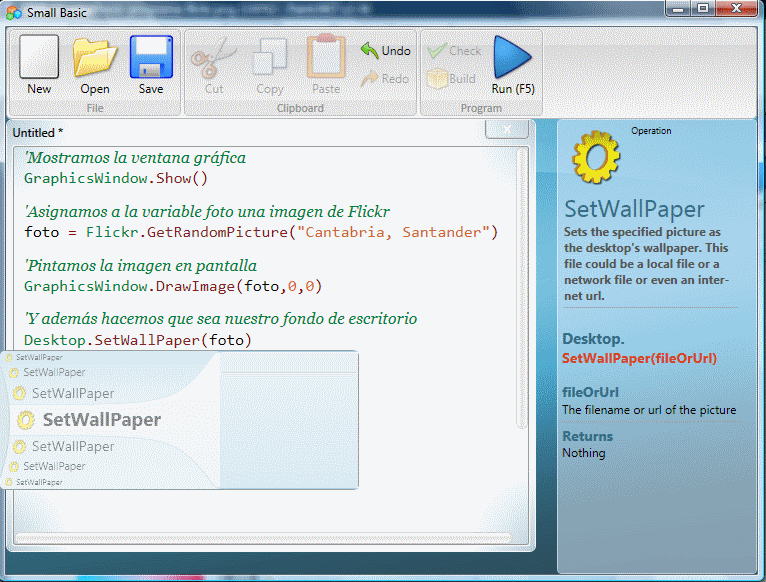 Small Basic
New
Open
Save
Cut
Copy
Paste
Undo
Redo
Check
Build
Run (F5)
File
Clipboard
Program
Untitled *
'Mostramos la ventana gráfica
GraphicsWindow.Show()
'Asignamos a la variable foto una imagen de Flickr
foto = Flickr.GetRandomPicture("Cantabria, Santander")
'Pintamos la imagen en pantalla
GraphicsWindow.DrawImage(foto,0,0)
'Y además hacemos que sea nuestro fondo de escritorio
Desktop.SetWallPaper(foto)
SetWallPaper
SetWallPaper
SetWallPaper
SetWallPaper
SetWallPaper
SetWallPaper
SetWallPaper
Operation
SetWallPaper
Sets the specified picture as
the desktop's wallpaper. This
file could be a local file or a
network file or even an inter-
net url.
Desktop.
SetWallPaper(fileOrUrl)
fileOrUrl
The filename or url of the picture
Returns
Nothing